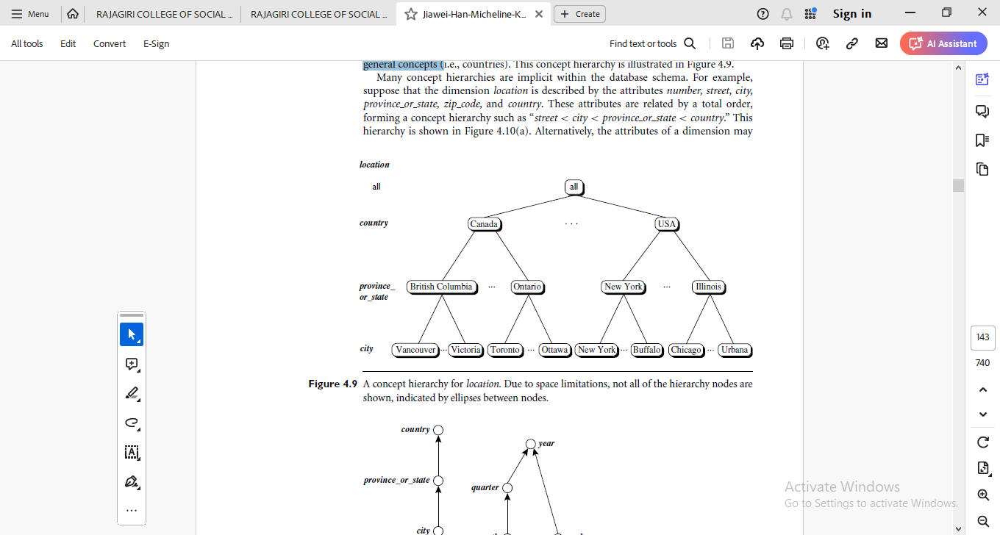 Menu
RAJAGIRI COLLEGE OF SOCIAL ...
RAJAGIRI COLLEGE OF SOCIAL ...
Jiawei-Han-Micheline-K...
Create
Sign in
All tools
Edit
Convert
E-Sign
Find text or tools
AI Assistant
general concepts (i.e., countries). This concept hierarchy is illustrated in Figure 4.9.
Many concept hierarchies are implicit within the database schema. For example,
suppose that the dimension location is described by the attributes number, street, city,
province_or_state, zip_code, and country. These attributes are related by a total order,
forming a concept hierarchy such as “street < city < province_or_state < country.” This
hierarchy is shown in Figure 4.10(a). Alternatively, the attributes of a dimension may
location
all
all
country
Canada
. . .
USA
province_
or_state
British Columbia
...
Ontario
New York
...
Illinois
city
Vancouver
...
Victoria
Toronto
...
Ottawa
New York
...
Buffalo
Chicago
...
Urbana
Figure 4.9 A concept hierarchy for location. Due to space limitations, not all of the hierarchy nodes are
shown, indicated by ellipses between nodes.
country
year
province_or_state
quarter
city
143
740
Activate Windows
Go to Settings to activate Windows.